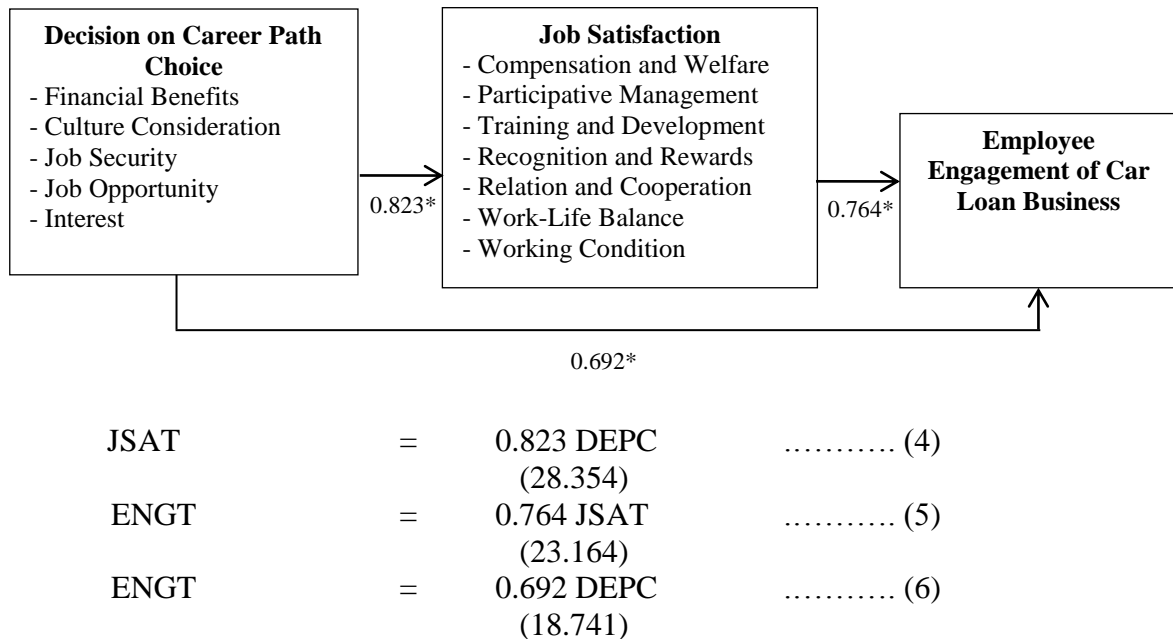 Decision on Career Path
Choice
- Financial Benefits
- Culture Consideration
- Job Security
- Job Opportunity
- Interest
0.823*
Job Satisfaction
- Compensation and Welfare
- Participative Management
- Training and Development
- Recognition and Rewards
- Relation and Cooperation
- Work-Life Balance
- Working Condition
0.764*
Employee
Engagement of Car
Loan Business
0.692*
JSAT = 0.823 DEPC ……….. (4)
(28.354)
ENGT = 0.764 JSAT ……….. (5)
(23.164)
ENGT = 0.692 DEPC ……….. (6)
(18.741)